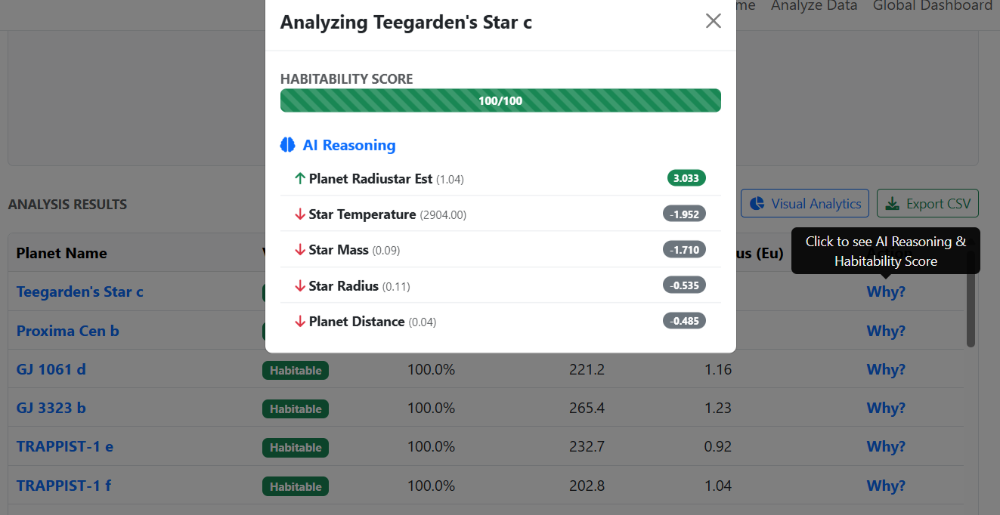 me Analyze Data Global Dashboard
Analyzing Teegarden's Star c
HABITABILITY SCORE
100/100
AI Reasoning
Planet Radiustar Est (1.04) 3.033
Star Temperature (2904.00) -1.952
Star Mass (0.09) -1.710
Star Radius (0.11) -0.535
Planet Distance (0.04) -0.485
ANALYSIS RESULTS
Visual Analytics
Export CSV
Click to see AI Reasoning &
Habitability Score
Planet Name us (Eu)
Teegarden's Star c Why?
Proxima Cen b Why?
GJ 1061 d Habitable 100.0% 221.2 1.16 Why?
GJ 3323 b Habitable 100.0% 265.4 1.23 Why?
TRAPPIST-1 e Habitable 100.0% 232.7 0.92 Why?
TRAPPIST-1 f Habitable 100.0% 202.8 1.04 Why?